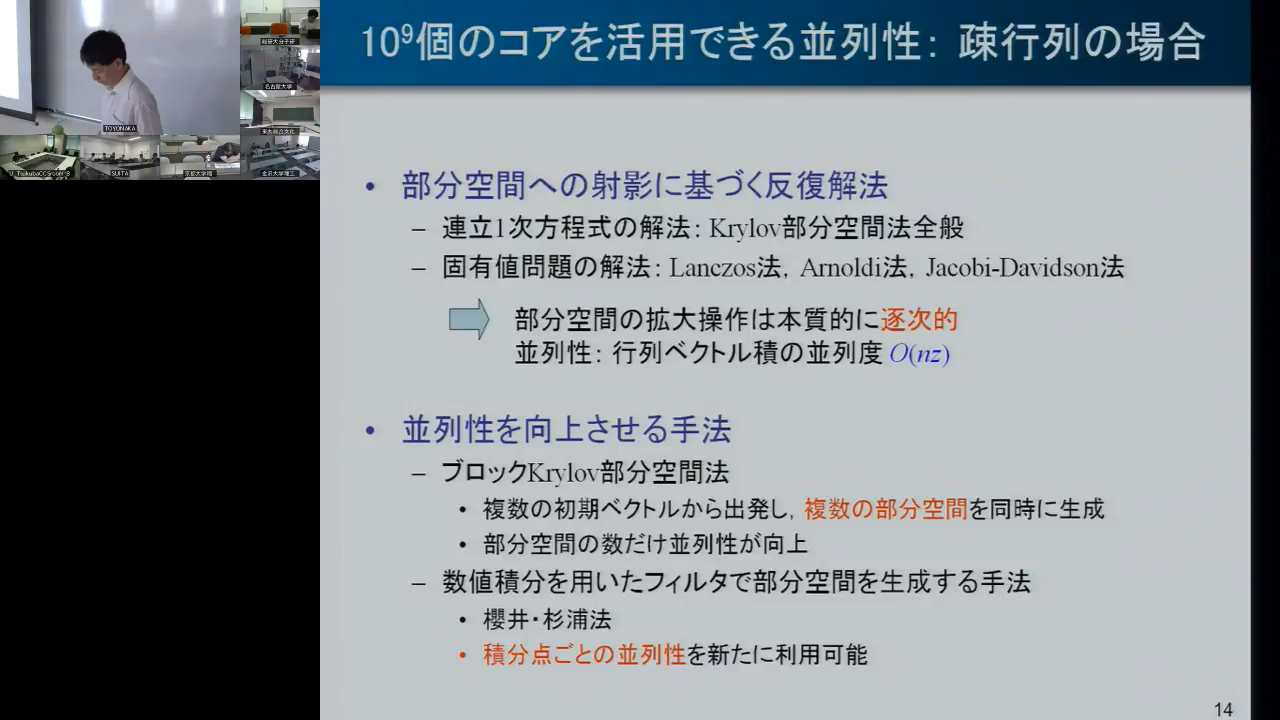 10⁹個のコアを活用できる並列性： 疎行列の場合
• 部分空間への射影に基づく反復解法
– 連立1次方程式の解法： Krylov部分空間法全般
– 固有値問題の解法： Lanczos法，Arnoldi法，Jacobi-Davidson法
部分空間の拡大操作は本質的に逐次的
並列性： 行列ベクトル積の並列度 O(nz)
• 並列性を向上させる手法
– ブロックKrylov部分空間法
• 複数の初期ベクトルから出発し，複数の部分空間を同時に生成
• 部分空間の数だけ並列性が向上
– 数値積分を用いたフィルタで部分空間を生成する手法
• 櫻井・杉浦法
• 積分点ごとの並列性を新たに利用可能
14
TOYONAKA
名古屋大学
U_TsukubaCCSroom-B
SUITA
金沢大学理工